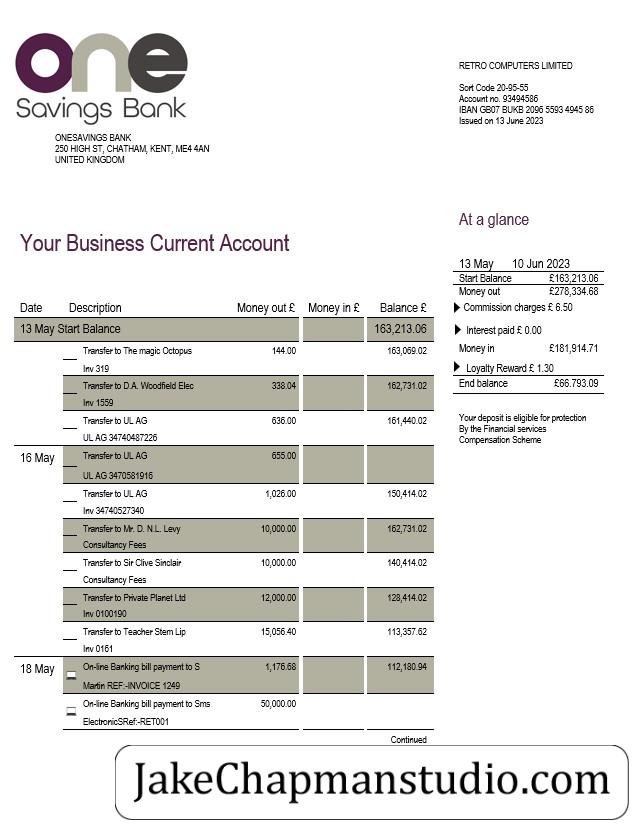 one
Savings Bank
ONESAVINGS BANK
250 HIGH ST, CHATHAM, KENT, ME4 4AN
UNITED KINGDOM
RETRO COMPUTERS LIMITED
Sort Code 20-95-55
Account no. 93494586
IBAN GB07 BUKB 2096 5593 4945 86
Issued on 13 June 2023
Your Business Current Account
At a glance
13 May 10 Jun 2023
Start Balance £163,213.06
Money out £278,334.68
Commission charges £ 6.50
Interest paid £ 0.00
Money in £181,914.71
Loyalty Reward £ 1.30
End balance £66.793.09
Your deposit is eligible for protection
By the Financial services
Compensation Scheme
Date Description Money out £ Money in £ Balance £
13 May Start Balance 163,213.06
Transfer to The magic Octopus 144.00 163,069.02
Inv 319
Transfer to D.A. Woodfield Elec 338.04 162,731.02
Inv 1559
Transfer to UL AG 636.00 161,440.02
UL AG 34740487226
16 May Transfer to UL AG 655.00
UL AG 3470581916
Transfer to UL AG 1,026.00 150,414.02
Inv 34740527340
Transfer to Mr. D. N.L. Levy 10,000.00 162,731.02
Consultancy Fees
Transfer to Sir Clive Sinclair 10,000.00 140,414.02
Consultancy Fees
Transfer to Private Planet Ltd 12,000.00 128,414.02
Inv 0100190
Transfer to Teacher Stem Lip 15,056.40 113,357.62
Inv 0161
18 May On-line Banking bill payment to S 1,176.68 112,180.94
Martin REF:-INVOICE 1249
On-line Banking bill payment to Sms 50,000.00
ElectronicSRef:-RET001
Continued
JakeChapmanstudio.com